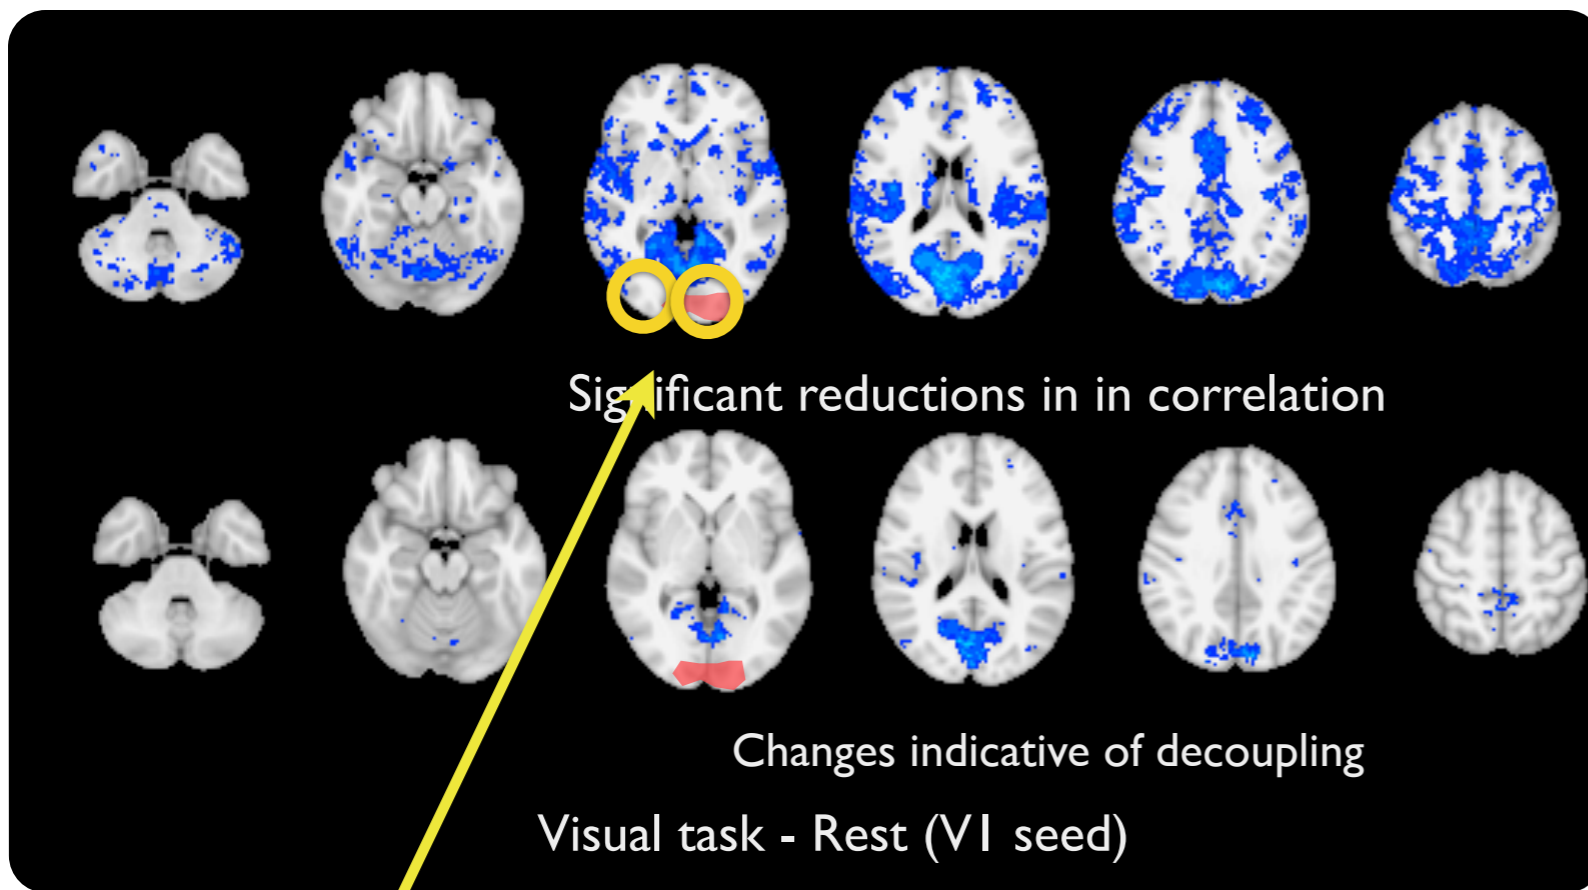 Significant reductions in in correlation
Changes indicative of decoupling
Visual task - Rest (V1 seed)